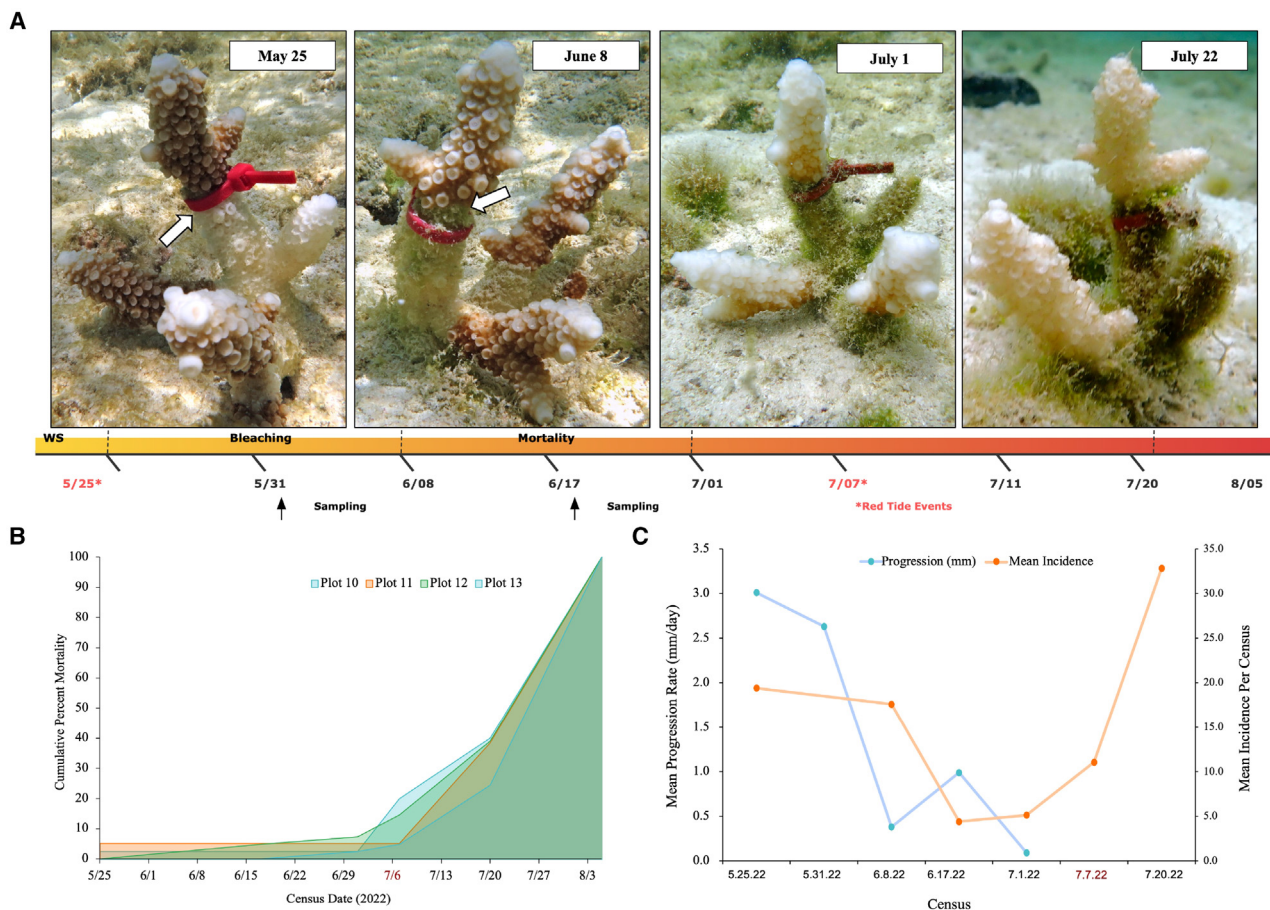 A
May 25
June 8
July 1
July 22
WS Bleaching Mortality
5/25* 5/31 6/08 6/17 7/01 7/07* 7/11 7/20 8/05
Sampling Sampling *Red Tide Events
B
Cumulative Percent Mortality
100
90
80
70
60
50
40
30
20
10
0
Plot 10 Plot 11 Plot 12 Plot 13
5/25 6/1 6/8 6/15 6/22 6/29 7/6 7/13 7/20 7/27 8/3
Census Date (2022)
C
Mean Progression Rate (mm/day)
3.5
3.0
2.5
2.0
1.5
1.0
0.5
0.0
Progression (mm) Mean Incidence
35.0
30.0
25.0
20.0
15.0
10.0
5.0
0.0
Mean Incidence Per Census
5.25.22 5.31.22 6.8.22 6.17.22 7.1.22 7.7.22 7.20.22
Census